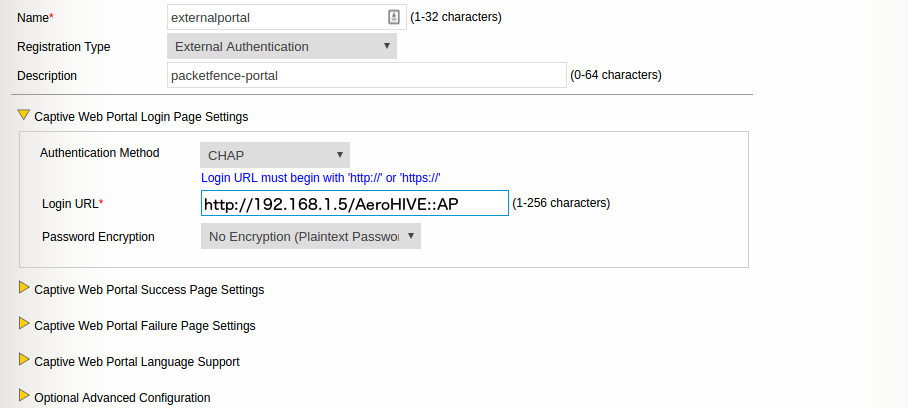 Name* externalportal (1-32 characters)
Registration Type External Authentication
Description packetfence-portal (0-64 characters)
Captive Web Portal Login Page Settings
Authentication Method CHAP
Login URL must begin with 'http://' or 'https://'
Login URL* http://192.168.1.5/AeroHIVE::AP (1-256 characters)
Password Encryption No Encryption (Plaintext Passwor
Captive Web Portal Success Page Settings
Captive Web Portal Failure Page Settings
Captive Web Portal Language Support
Optional Advanced Configuration